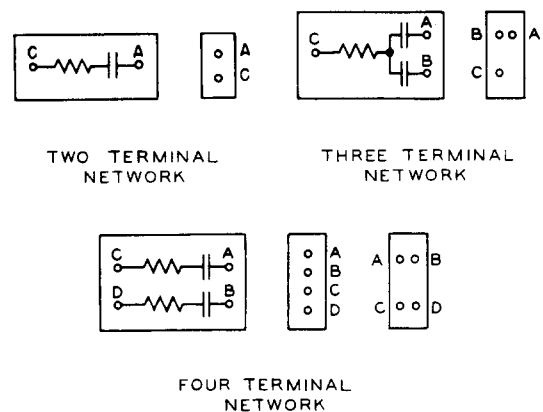 C A
A
C
TWO TERMINAL
NETWORK
C A
B
B A
C
THREE TERMINAL
NETWORK
C A
D B
A
B
C
D
A B
C D
FOUR TERMINAL
NETWORK